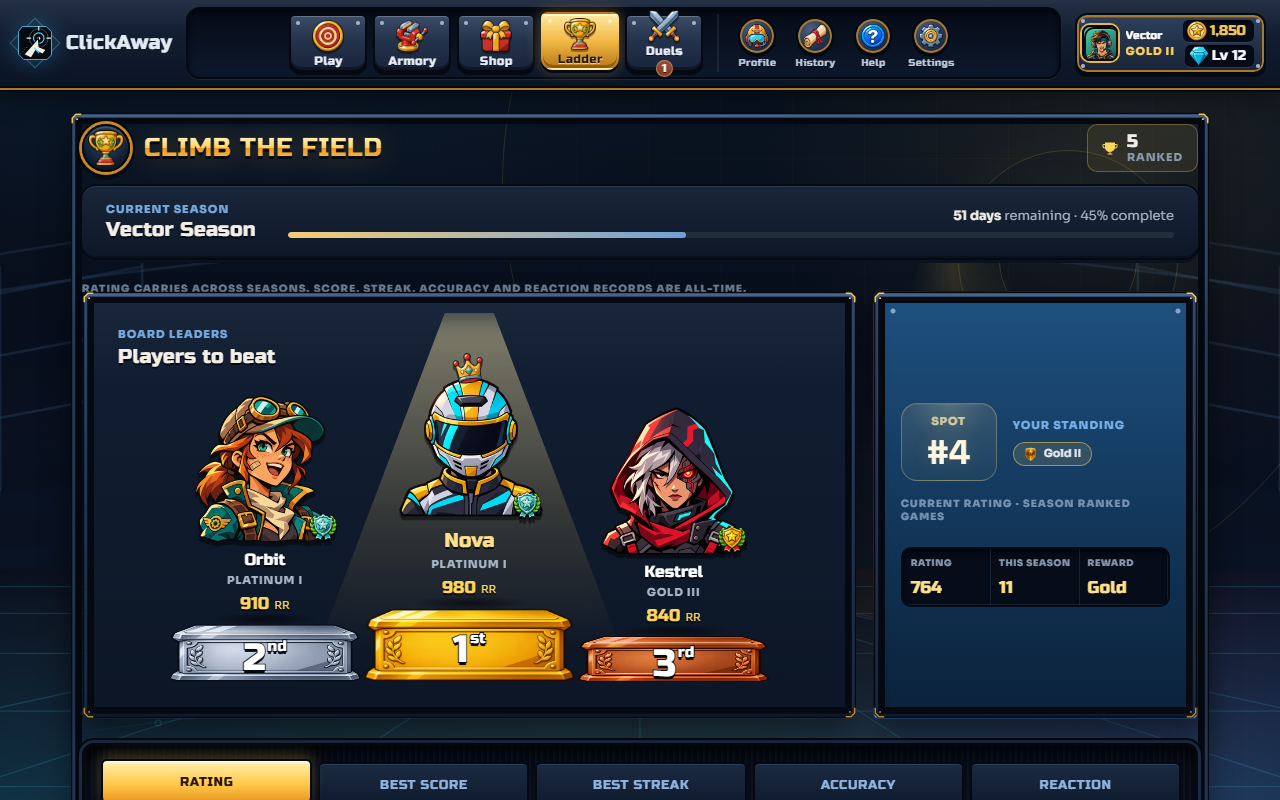 ClickAway
Play
Armory
Shop
Ladder
Duels
1
Profile
History
Help
Settings
Vector
GOLD II
1,850
Lv 12
CLIMB THE FIELD
5
RANKED
CURRENT SEASON
Vector Season
51 days remaining · 45% complete
RATING CARRIES ACROSS SEASONS. SCORE, STREAK, ACCURACY AND REACTION RECORDS ARE ALL-TIME.
BOARD LEADERS
Players to beat
Orbit
PLATINUM I
910 RR
2nd
Nova
PLATINUM I
980 RR
1st
Kestrel
GOLD III
840 RR
3rd
SPOT
#4
YOUR STANDING
Gold II
CURRENT RATING · SEASON RANKED
GAMES
RATING
764
THIS SEASON
11
REWARD
Gold
RATING
BEST SCORE
BEST STREAK
ACCURACY
REACTION